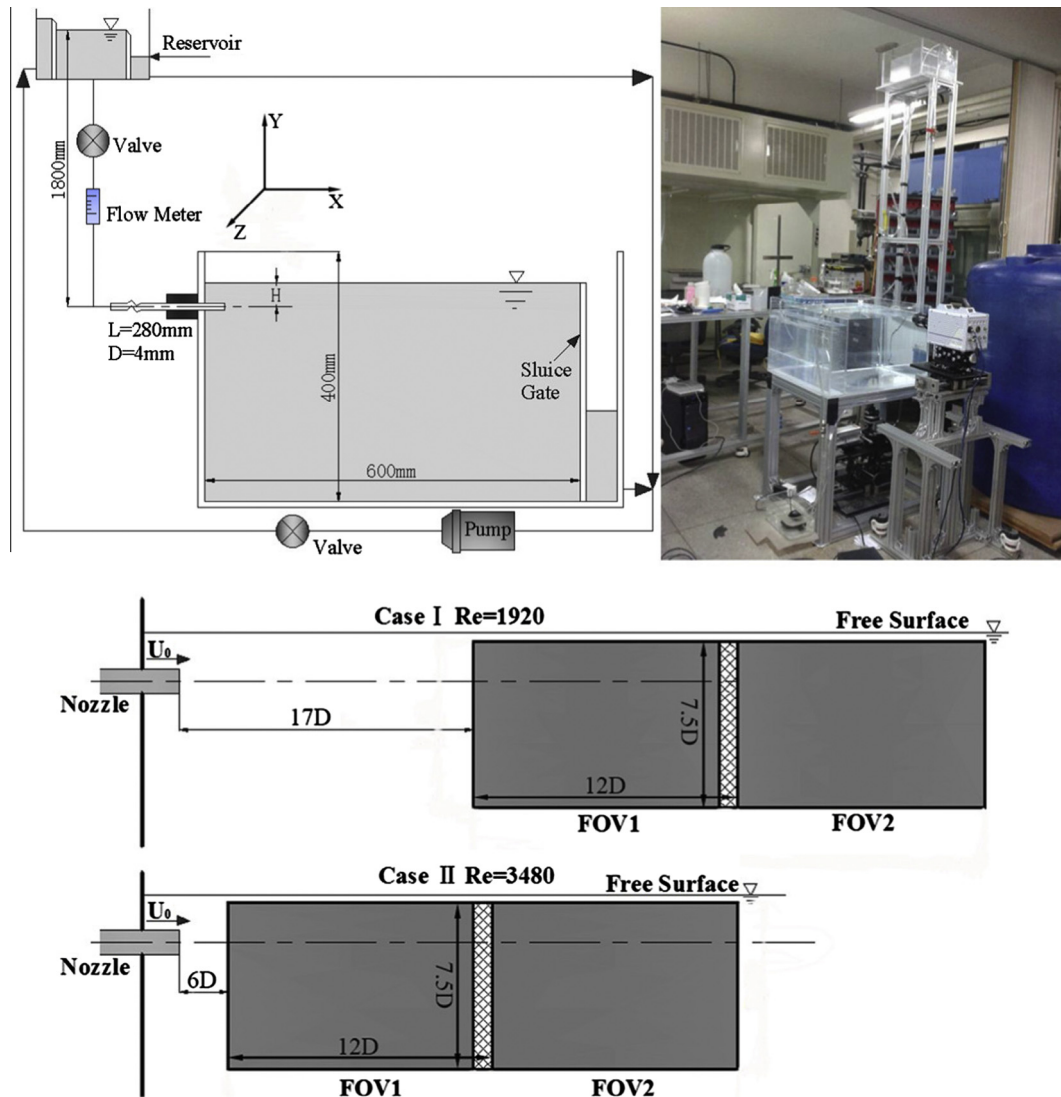 Reservoir
Valve
1800mm
Flow Meter
Y
X
Z
H
L=280mm
D=4mm
400mm
Sluice
Gate
600mm
Valve
Pump
Case Ⅰ Re=1920
Free Surface
U₀
Nozzle
17D
7.5D
12D
FOV1
FOV2
Case Ⅱ Re=3480
Free Surface
U₀
Nozzle
6D
7.5D
12D
FOV1
FOV2